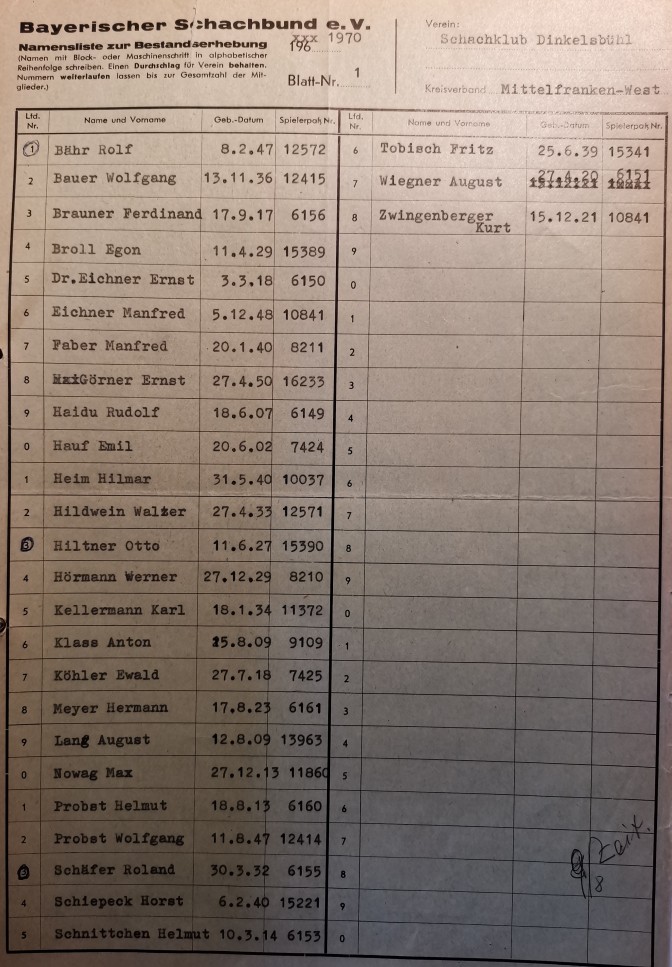 Bayerischer Schachbund e. V.
Namensliste zur Bestandserhebung
(Namen mit Block- oder Maschinenschrift in alphabetischer
Reihenfolge schreiben. Einen Durchschlag für Verein behalten.
Nummern weiterlaufen lassen bis zur Gesamtzahl der Mit-
glieder.)
196 xxx 1970
Blatt-Nr. 1
Verein:
Schachklub Dinkelsbühl
Kreisverband Mittelfranken-West
Lfd. Nr. Name und Vorname Geb.-Datum Spielerpaß Nr. Lfd. Nr. Name und Vorname Geb.-Datum Spielerpaß Nr.
1 Bähr Rolf 8.2.47 12572 6 Tobisch Fritz 25.6.39 15341
2 Bauer Wolfgang 13.11.36 12415 7 Wiegner August 27.4.20 6151
3 Brauner Ferdinand 17.9.17 6156 8 Zwingenberger Kurt 15.12.21 10841
4 Broll Egon 11.4.29 15389 9
5 Dr.Eichner Ernst 3.3.18 6150 0
6 Eichner Manfred 5.12.48 10841 1
7 Faber Manfred 20.1.40 8211 2
8 Görner Ernst 27.4.50 16233 3
9 Haidu Rudolf 18.6.07 6149 4
0 Hauf Emil 20.6.02 7424 5
1 Heim Hilmar 31.5.40 10037 6
2 Hildwein Walter 27.4.33 12571 7
3 Hiltner Otto 11.6.27 15390 8
4 Hörmann Werner 27.12.29 8210 9
5 Kellermann Karl 18.1.34 11372 0
6 Klass Anton 15.8.09 9109 1
7 Köhler Ewald 27.7.18 7425 2
8 Meyer Hermann 17.8.23 6161 3
9 Lang August 12.8.09 13963 4
0 Nowag Max 27.12.13 11860 5
1 Probst Helmut 18.8.13 6160 6
2 Probst Wolfgang 11.8.47 12414 7
3 Schäfer Roland 30.3.32 6155 8
4 Schiepeck Horst 6.2.40 15221 9
5 Schnittchen Helmut 10.3.14 6153 0
Zeit.
8